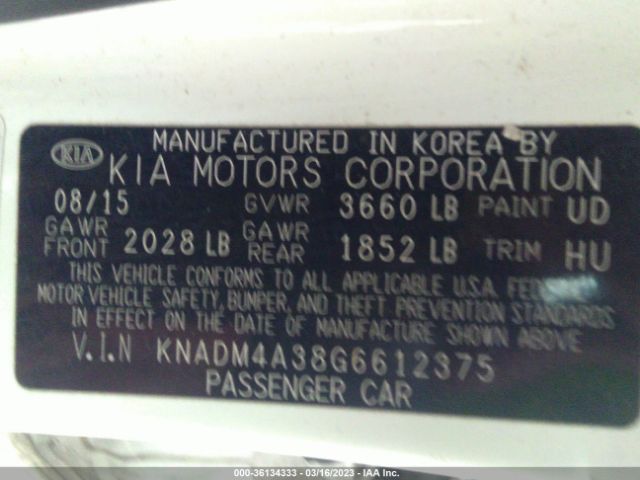 MANUFACTURED IN KOREA BY
KIA KIA MOTORS CORPORATION
08/15 GVWR 3660 LB PAINT UD
GAWR FRONT 2028 LB GAWR REAR 1852 LB TRIM HU
THIS VEHICLE CONFORMS TO ALL APPLICABLE U.S.A. FEDERAL
MOTOR VEHICLE SAFETY, BUMPER, AND THEFT PREVENTION STANDARDS
IN EFFECT ON THE DATE OF MANUFACTURE SHOWN ABOVE
V.I.N KNADM4A38G6612375
PASSENGER CAR
000-36134333 - 03/16/2023 - IAA Inc.